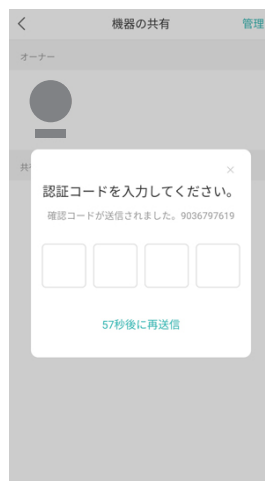 機器の共有
管理
オーナー
共
×
認証コードを入力してください。
確認コードが送信されました。9036797619
57秒後に再送信